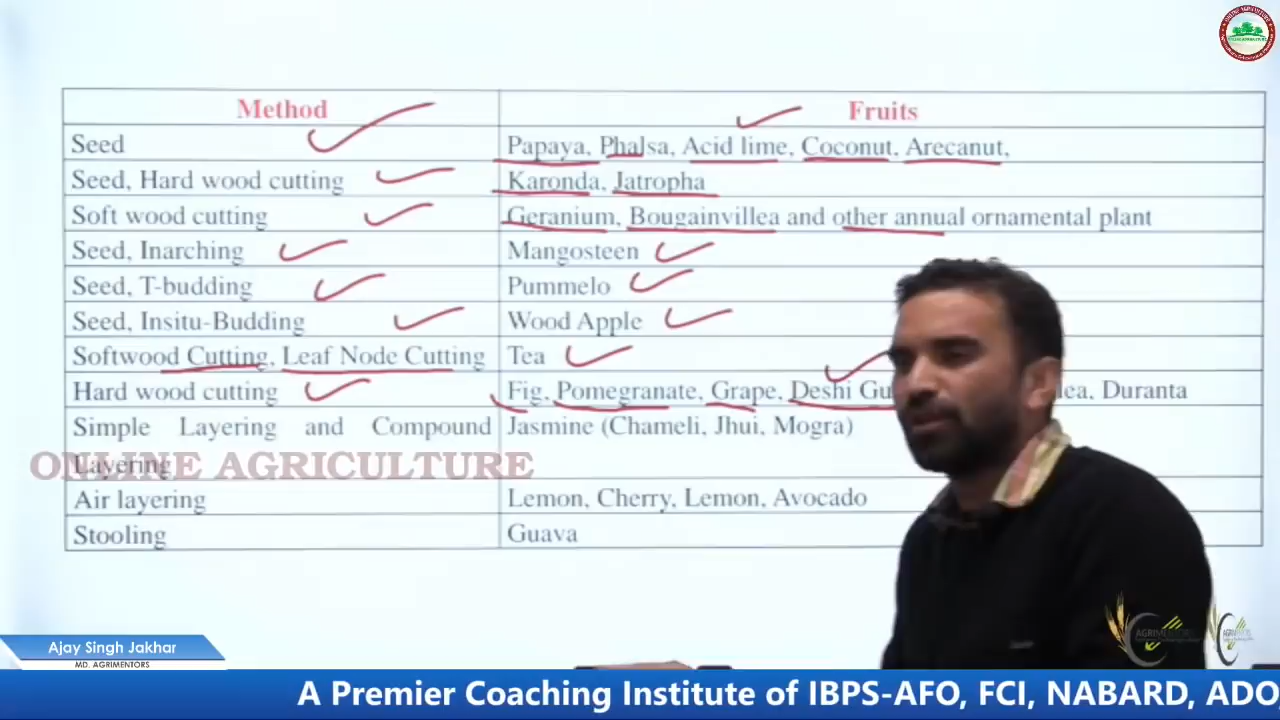 Method Fruits
Seed Papaya, Phalsa, Acid lime, Coconut, Arecanut,
Seed, Hard wood cutting Karonda, Jatropha
Soft wood cutting Geranium, Bougainvillea and other annual ornamental plant
Seed, Inarching Mangosteen
Seed, T-budding Pummelo
Seed, Insitu-Budding Wood Apple
Softwood Cutting, Leaf Node Cutting Tea
Hard wood cutting Fig, Pomegranate, Grape, Deshi Duranta
Simple Layering and Compound Jasmine (Chameli, Jhui, Mogra)
Layering
ONLINE AGRICULTURE
Air layering Lemon, Cherry, Lemon, Avocado
Stooling Guava
Ajay Singh Jakhar
MD. AGRIMENTORS
A Premier Coaching Institute of IBPS-AFO, FCI, NABARD, ADO,